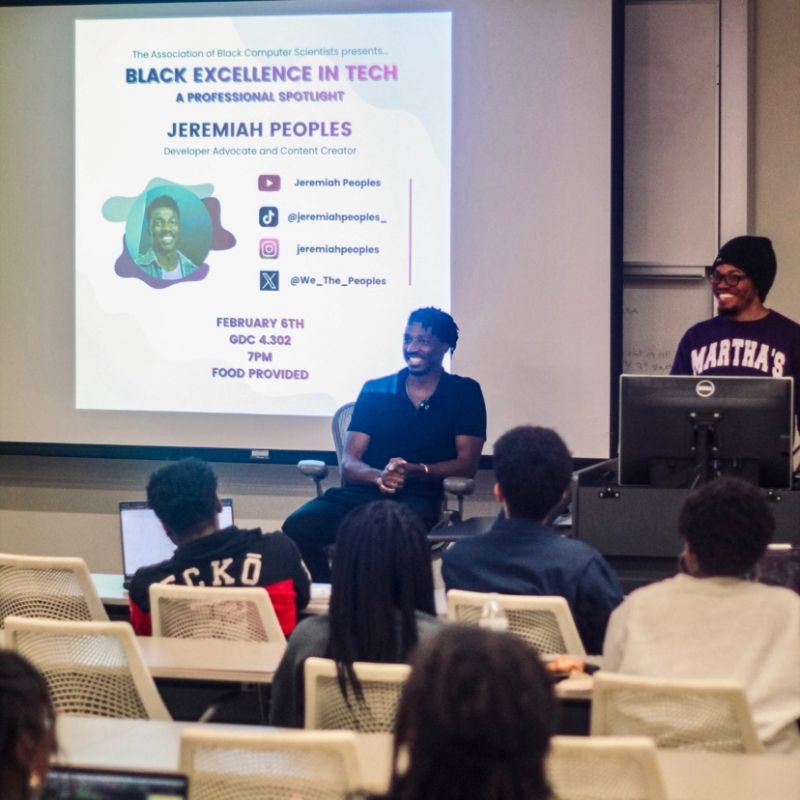 The Association of Black Computer Scientists presents...
BLACK EXCELLENCE IN TECH
A PROFESSIONAL SPOTLIGHT
JEREMIAH PEOPLES
Developer Advocate and Content Creator
Jeremiah Peoples
@jeremiahpeoples_
jeremiahpeoples
@We_The_Peoples
FEBRUARY 6TH
GDC 4.302
7PM
FOOD PROVIDED
MARTHA'S
DELL
ECKŌ